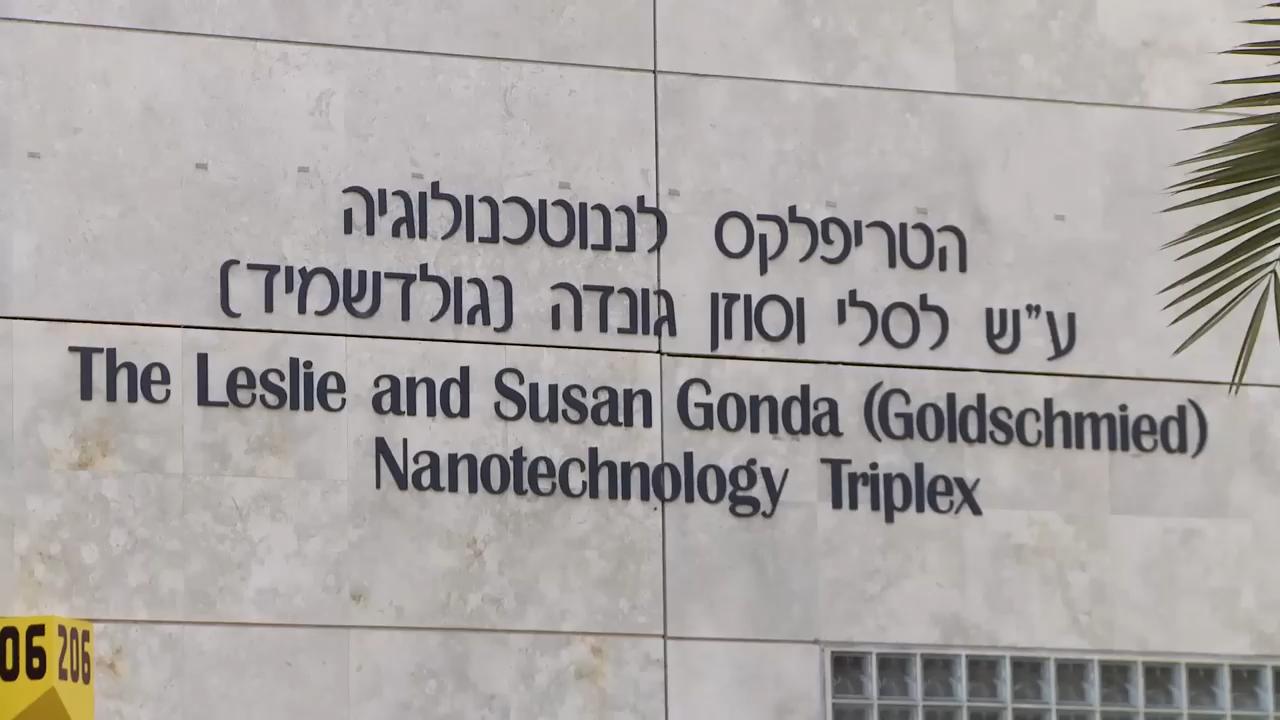 הטריפלקס לננוטכנולוגיה
ע"ש לסלי וסוזן גונדה (גולדשמיד)
The Leslie and Susan Gonda (Goldschmied)
Nanotechnology Triplex
06 206